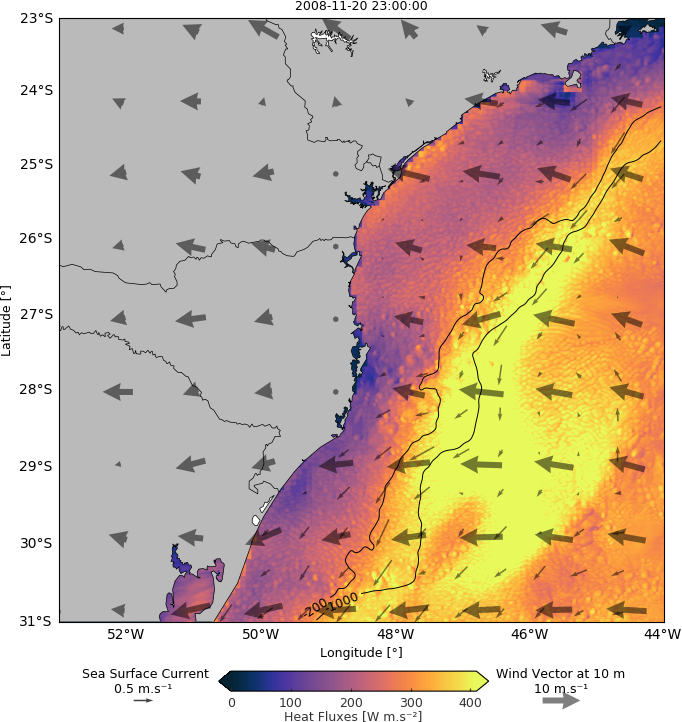 2008-11-20 23:00:00
23°S
24°S
25°S
26°S
27°S
28°S
29°S
30°S
31°S
Latitude [°]
-200
-1000
52°W 50°W 48°W 46°W 44°W
Longitude [°]
Sea Surface Current
0.5 m.s⁻¹
0 100 200 300 400
Heat Fluxes [W m.s⁻²]
Wind Vector at 10 m
10 m.s⁻¹